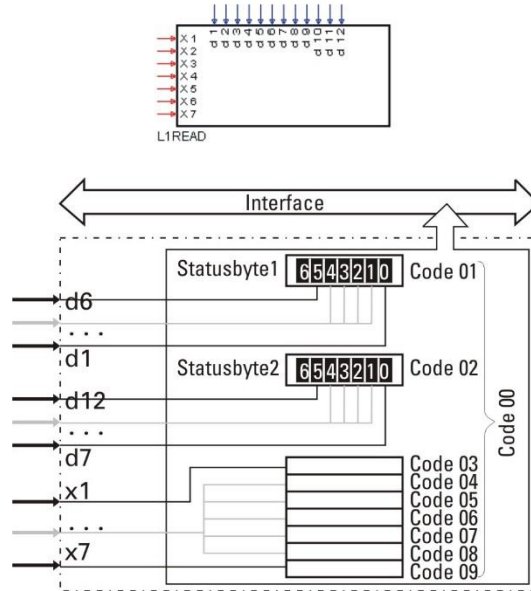 d1 d2 d3 d4 d5 d6 d7 d8 d9 d10 d11 d12
X1
X2
X3
X4
X5
X6
X7
L1READ
Interface
Statusbyte1 6543210 Code 01
d6
...
d1
Statusbyte2 6543210 Code 02
d12
...
d7
Code 00
x1
...
x7
Code 03
Code 04
Code 05
Code 06
Code 07
Code 08
Code 09